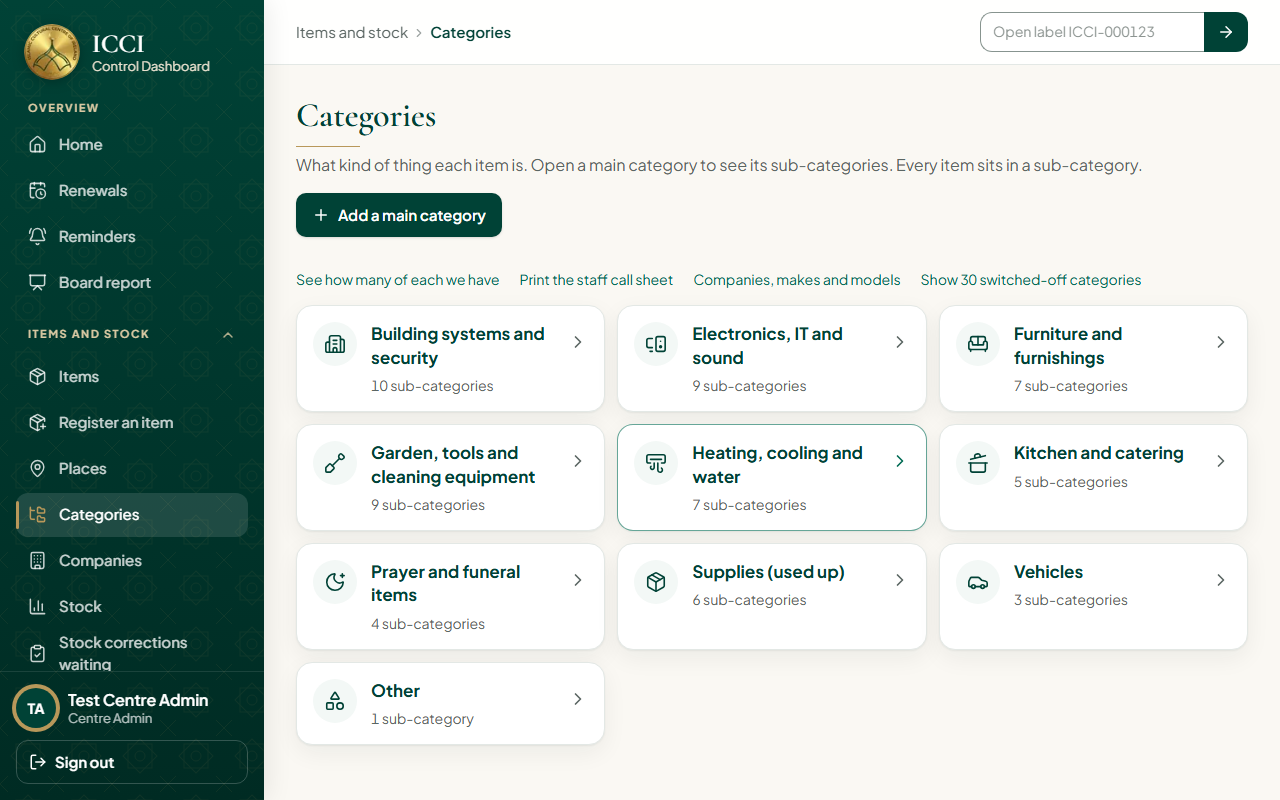 ICCI
Control Dashboard
OVERVIEW
Home
Renewals
Reminders
Board report
ITEMS AND STOCK
Items
Register an item
Places
Categories
Companies
Stock
Stock corrections
waiting
TA
Test Centre Admin
Centre Admin
Sign out
Items and stock > Categories
Open label ICCI-000123
Categories
What kind of thing each item is. Open a main category to see its sub-categories. Every item sits in a sub-category.
+ Add a main category
See how many of each we have
Print the staff call sheet
Companies, makes and models
Show 30 switched-off categories
Building systems and
security
10 sub-categories
Electronics, IT and
sound
9 sub-categories
Furniture and
furnishings
7 sub-categories
Garden, tools and
cleaning equipment
9 sub-categories
Heating, cooling and
water
7 sub-categories
Kitchen and catering
5 sub-categories
Prayer and funeral
items
4 sub-categories
Supplies (used up)
6 sub-categories
Vehicles
3 sub-categories
Other
1 sub-category